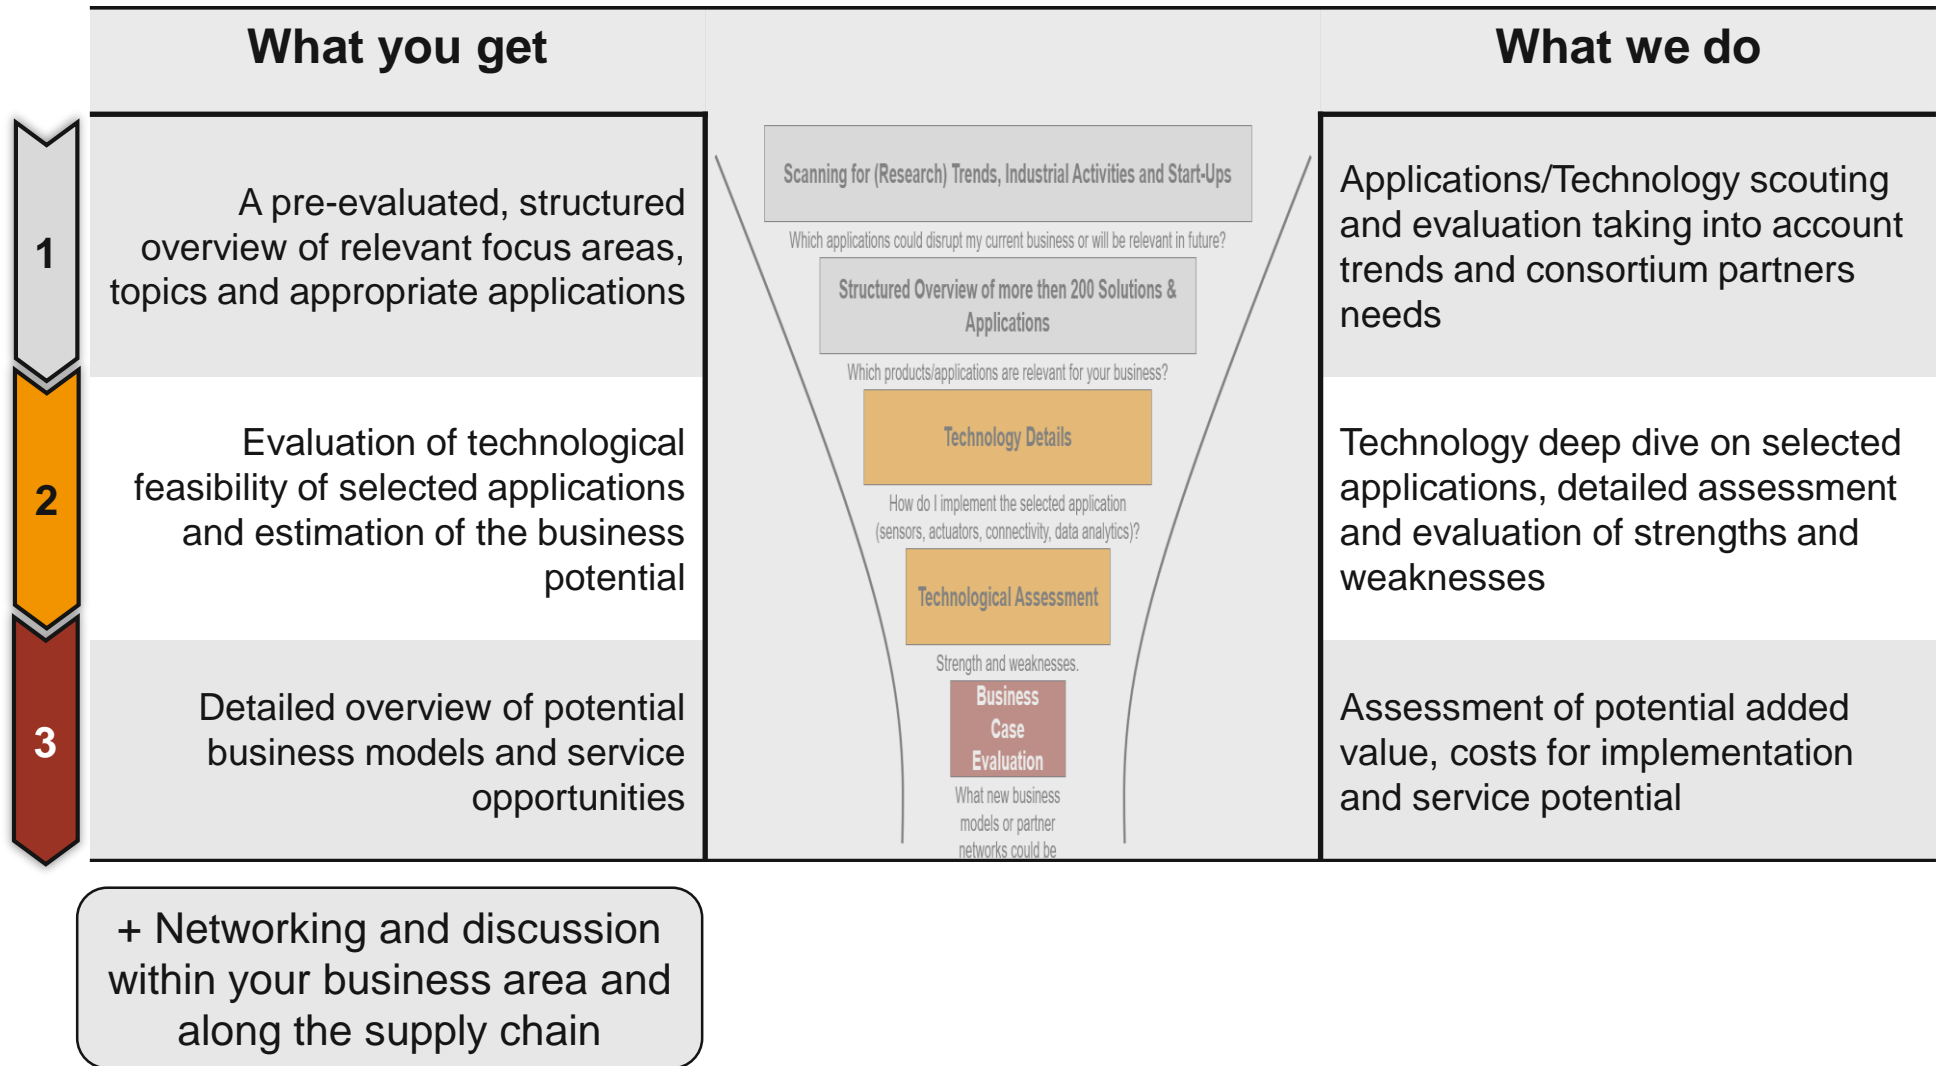 What you get
What we do
1
A pre-evaluated, structured
overview of relevant focus areas,
topics and appropriate applications
Scanning for (Research) Trends, Industrial Activities and Start-Ups
Which applications could disrupt my current business or will be relevant in future?
Structured Overview of more then 200 Solutions &
Applications
Which products/applications are relevant for your business?
Applications/Technology scouting
and evaluation taking into account
trends and consortium partners
needs
2
Evaluation of technological
feasibility of selected applications
and estimation of the business
potential
Technology Details
How do I implement the selected application
(sensors, actuators, connectivity, data analytics)?
Technological Assessment
Strength and weaknesses.
Technology deep dive on selected
applications, detailed assessment
and evaluation of strengths and
weaknesses
3
Detailed overview of potential
business models and service
opportunities
Business
Case
Evaluation
What new business
models or partner
networks could be
Assessment of potential added
value, costs for implementation
and service potential
+ Networking and discussion
within your business area and
along the supply chain